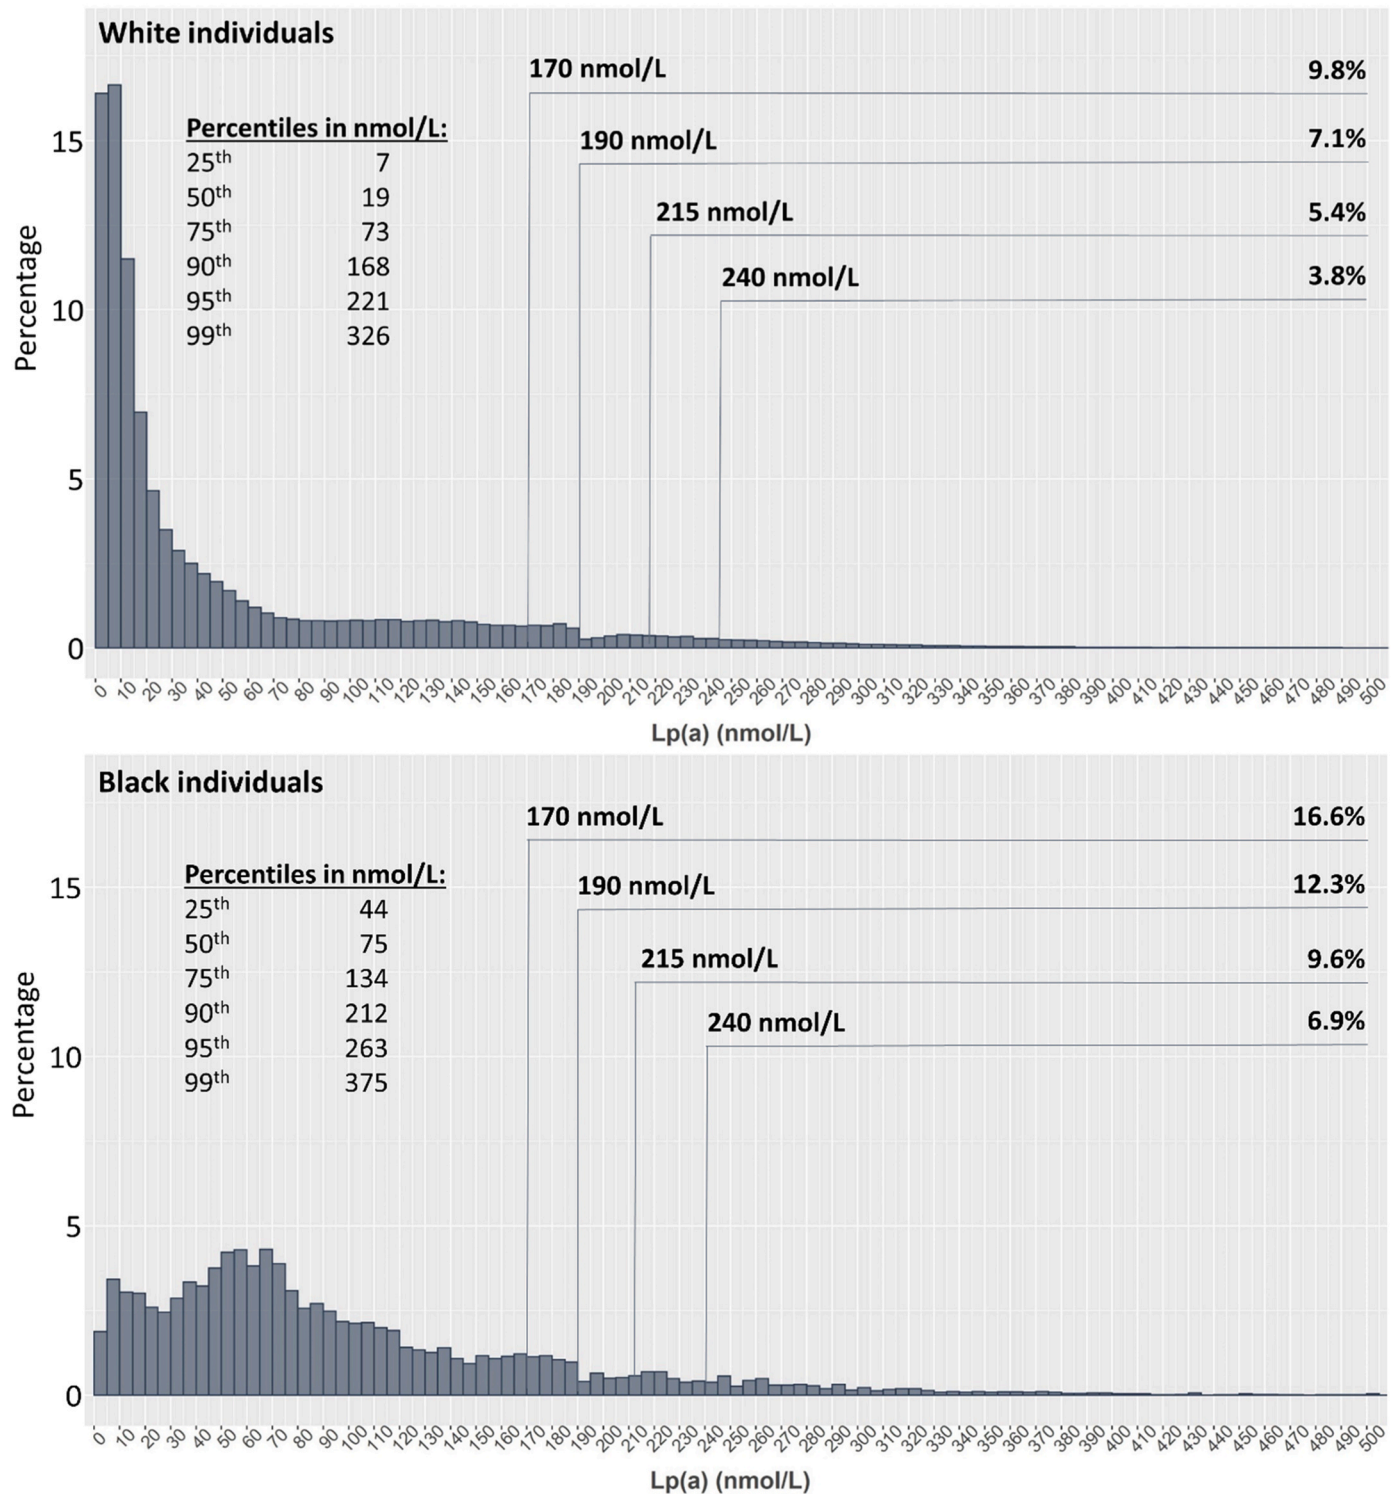 White individuals
170 nmol/L 9.8%
Percentiles in nmol/L:
190 nmol/L 7.1%
25th 7
50th 19
215 nmol/L 5.4%
75th 73
90th 168
240 nmol/L 3.8%
95th 221
99th 326
Percentage
15
10
5
0
0 10 20 30 40 50 60 70 80 90 100 110 120 130 140 150 160 170 180 190 200 210 220 230 240 250 260 270 280 290 300 310 320 330 340 350 360 370 380 390 400 410 420 430 440 450 460 470 480 490 500
Lp(a) (nmol/L)
Black individuals
170 nmol/L 16.6%
Percentiles in nmol/L:
190 nmol/L 12.3%
25th 44
50th 75
215 nmol/L 9.6%
75th 134
90th 212
240 nmol/L 6.9%
95th 263
99th 375
Percentage
15
10
5
0
0 10 20 30 40 50 60 70 80 90 100 110 120 130 140 150 160 170 180 190 200 210 220 230 240 250 260 270 280 290 300 310 320 330 340 350 360 370 380 390 400 410 420 430 440 450 460 470 480 490 500
Lp(a) (nmol/L)